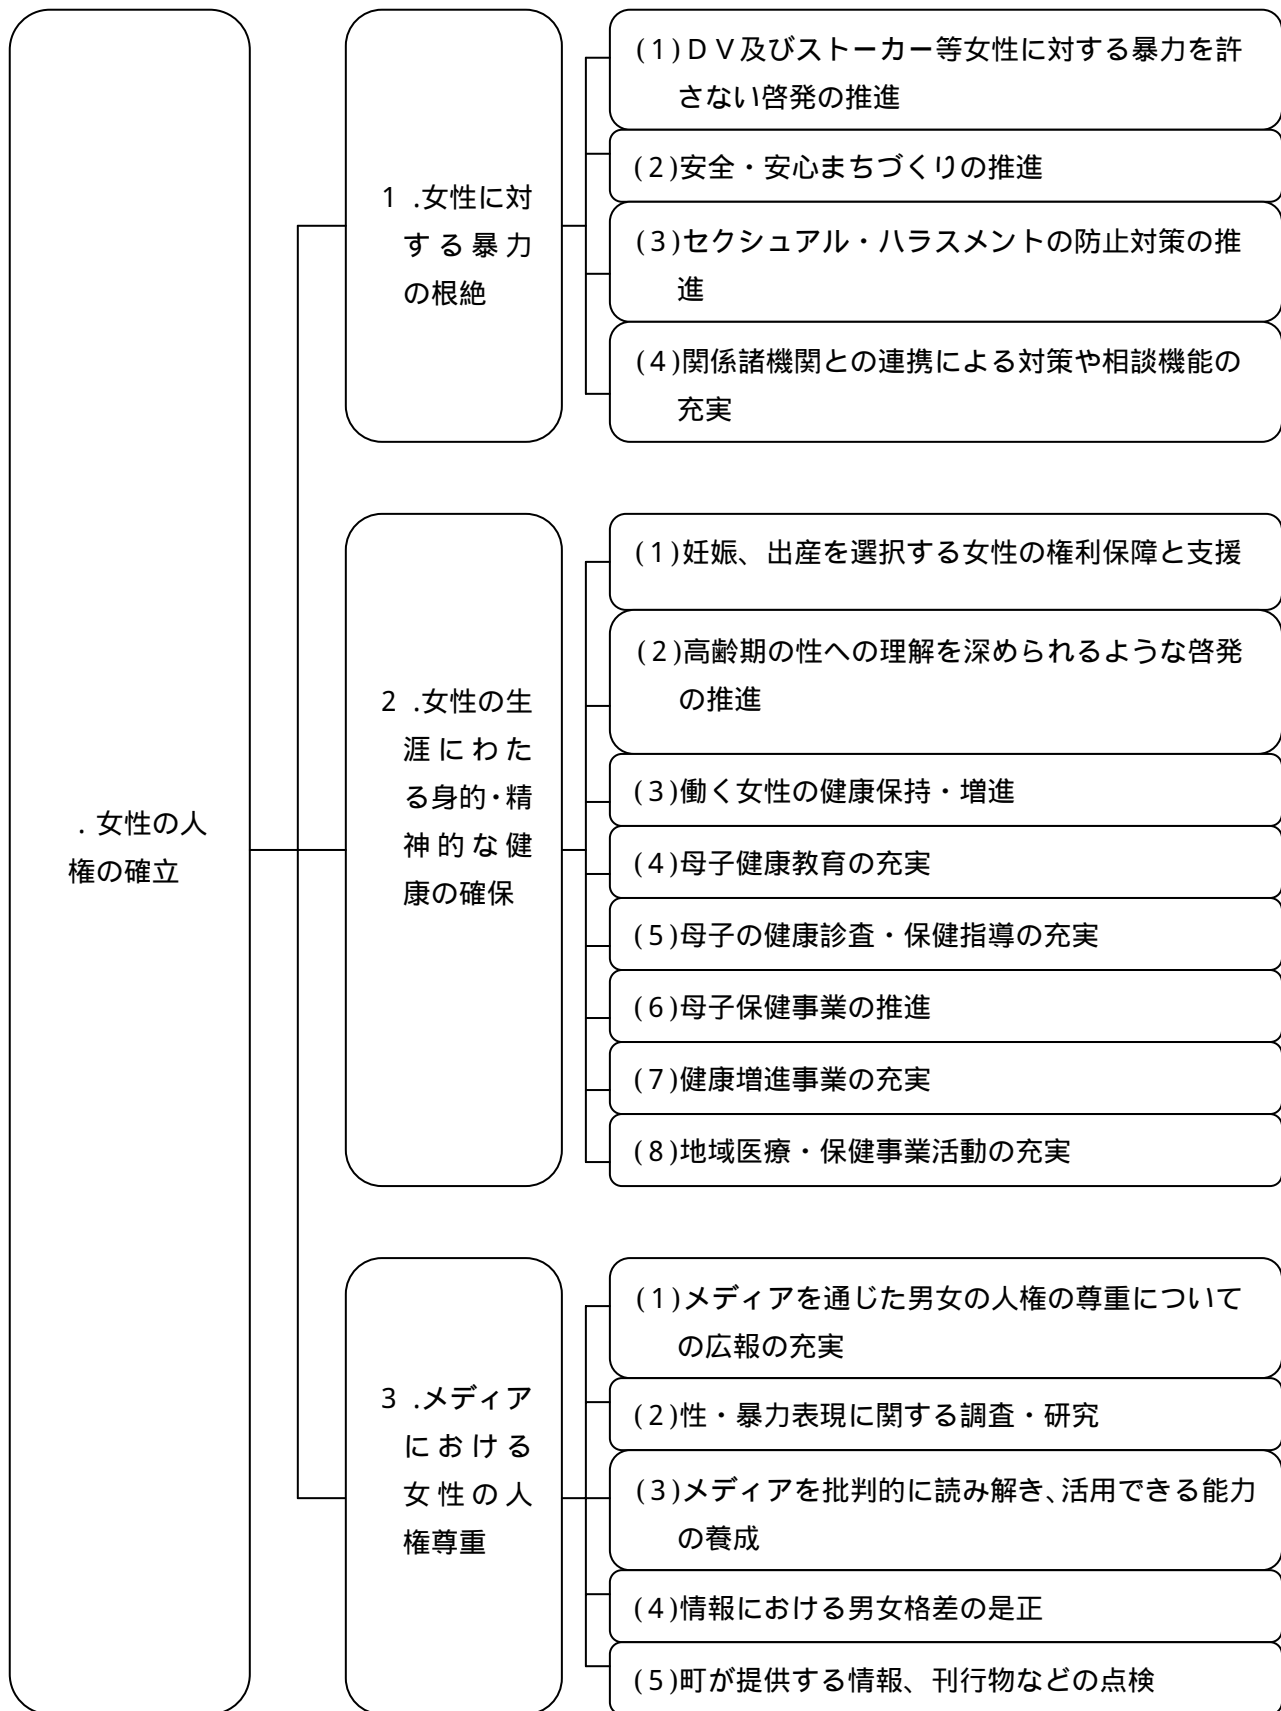 ．女性の人
権の確立
1．女性に対
する暴力
の根絶
(1)ＤＶ及びストーカー等女性に対する暴力を許
さない啓発の推進
(2)安全・安心まちづくりの推進
(3)セクシュアル・ハラスメントの防止対策の推
進
(4)関係諸機関との連携による対策や相談機能の
充実
2．女性の生
涯にわた
る身的・精
神的な健
康の確保
(1)妊娠、出産を選択する女性の権利保障と支援
(2)高齢期の性への理解を深められるような啓発
の推進
(3)働く女性の健康保持・増進
(4)母子健康教育の充実
(5)母子の健康診査・保健指導の充実
(6)母子保健事業の推進
(7)健康増進事業の充実
(8)地域医療・保健事業活動の充実
3．メディア
における
女性の人
権尊重
(1)メディアを通じた男女の人権の尊重について
の広報の充実
(2)性・暴力表現に関する調査・研究
(3)メディアを批判的に読み解き、活用できる能力
の養成
(4)情報における男女格差の是正
(5)町が提供する情報、刊行物などの点検